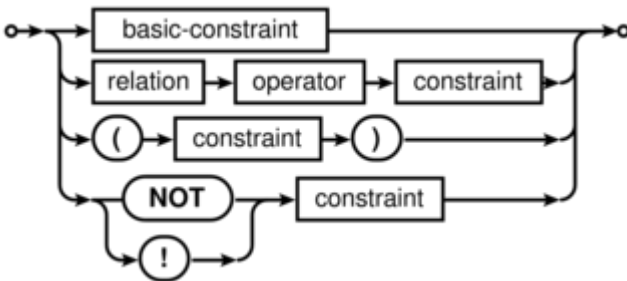 basic-constraint
relation operator constraint
( constraint )
NOT constraint
!